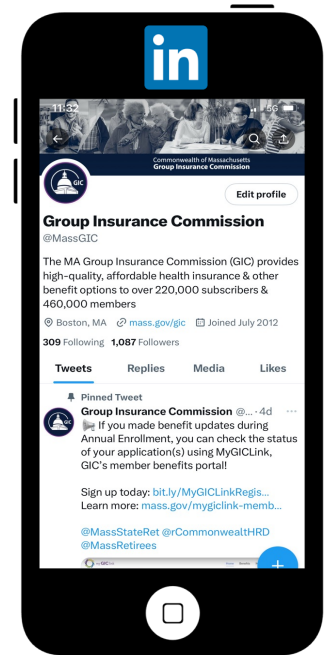 in
11:32
5G
Commonwealth of Massachusetts
Group Insurance Commission
GIC
Edit profile
Group Insurance Commission
@MassGIC
The MA Group Insurance Commission (GIC) provides
high-quality, affordable health insurance & other
benefit options to over 220,000 subscribers &
460,000 members
Boston, MA mass.gov/gic Joined July 2012
309 Following 1,087 Followers
Tweets Replies Media Likes
Pinned Tweet
Group Insurance Commission @... · 4d ...
If you made benefit updates during
Annual Enrollment, you can check the status
of your application(s) using MyGICLink,
GIC's member benefits portal!
Sign up today: bit.ly/MyGICLinkRegis...
Learn more: mass.gov/mygiclink-memb...
@MassStateRet @rCommonwealthHRD
@MassRetirees